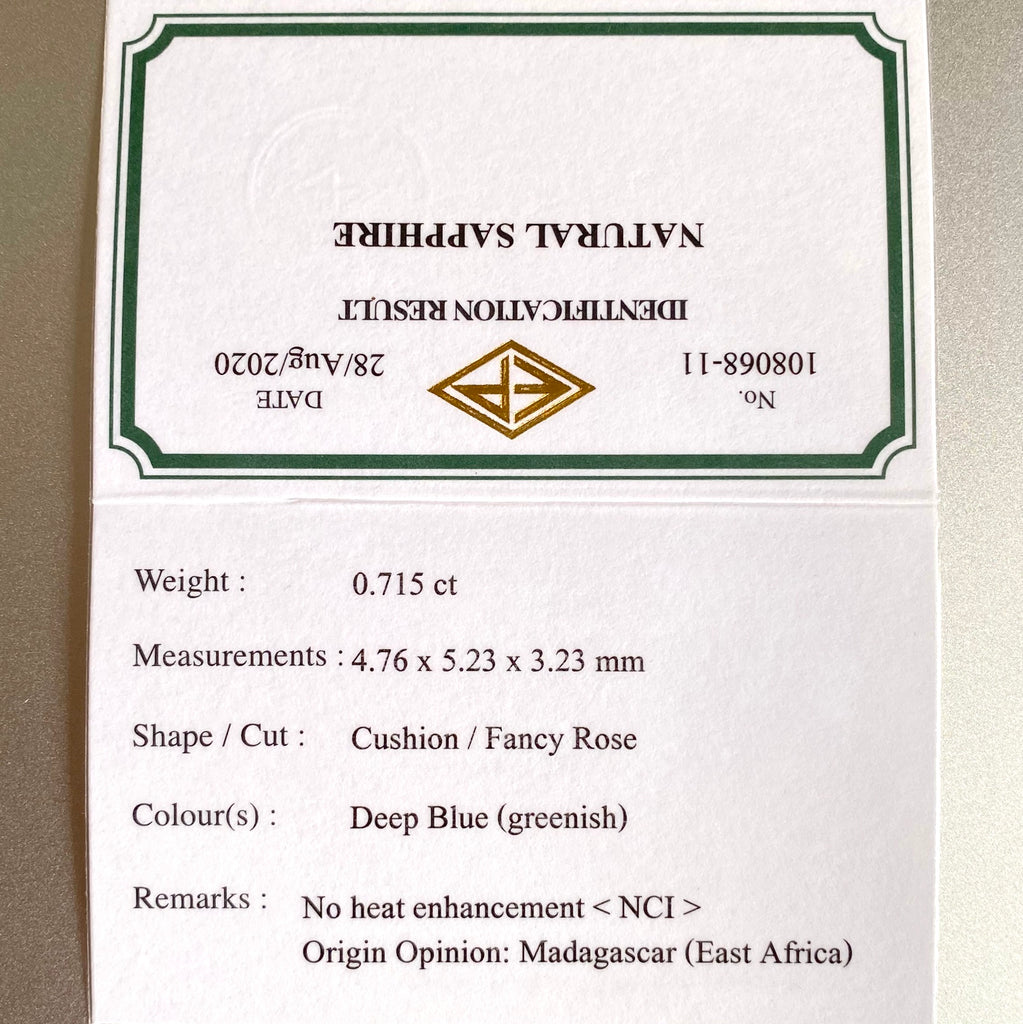 NATURAL SAPPHIRE
IDENTIFICATION RESULT
28/Aug/2020
108068-11
DATE
No.
Weight : 0.715 ct
Measurements : 4.76 x 5.23 x 3.23 mm
Shape / Cut : Cushion / Fancy Rose
Colour(s) : Deep Blue (greenish)
Remarks : No heat enhancement < NCI >
Origin Opinion: Madagascar (East Africa)